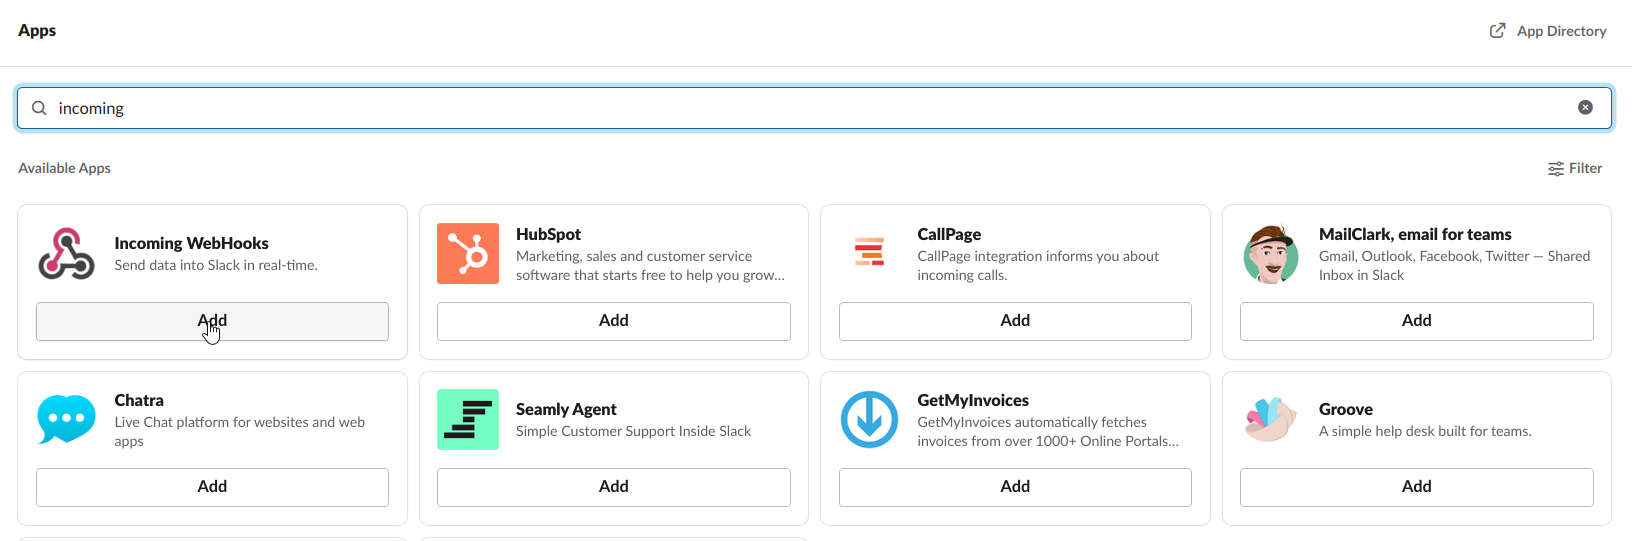 Apps
App Directory
incoming
Available Apps
Filter
Incoming WebHooks
Send data into Slack in real-time.
Add
HubSpot
Marketing, sales and customer service
software that starts free to help you grow...
Add
CallPage
CallPage integration informs you about
incoming calls.
Add
MailClark, email for teams
Gmail, Outlook, Facebook, Twitter — Shared
Inbox in Slack
Add
Chatra
Live Chat platform for websites and web
apps
Add
Seamly Agent
Simple Customer Support Inside Slack
Add
GetMyInvoices
GetMyInvoices automatically fetches
invoices from over 1000+ Online Portals...
Add
Groove
A simple help desk built for teams.
Add